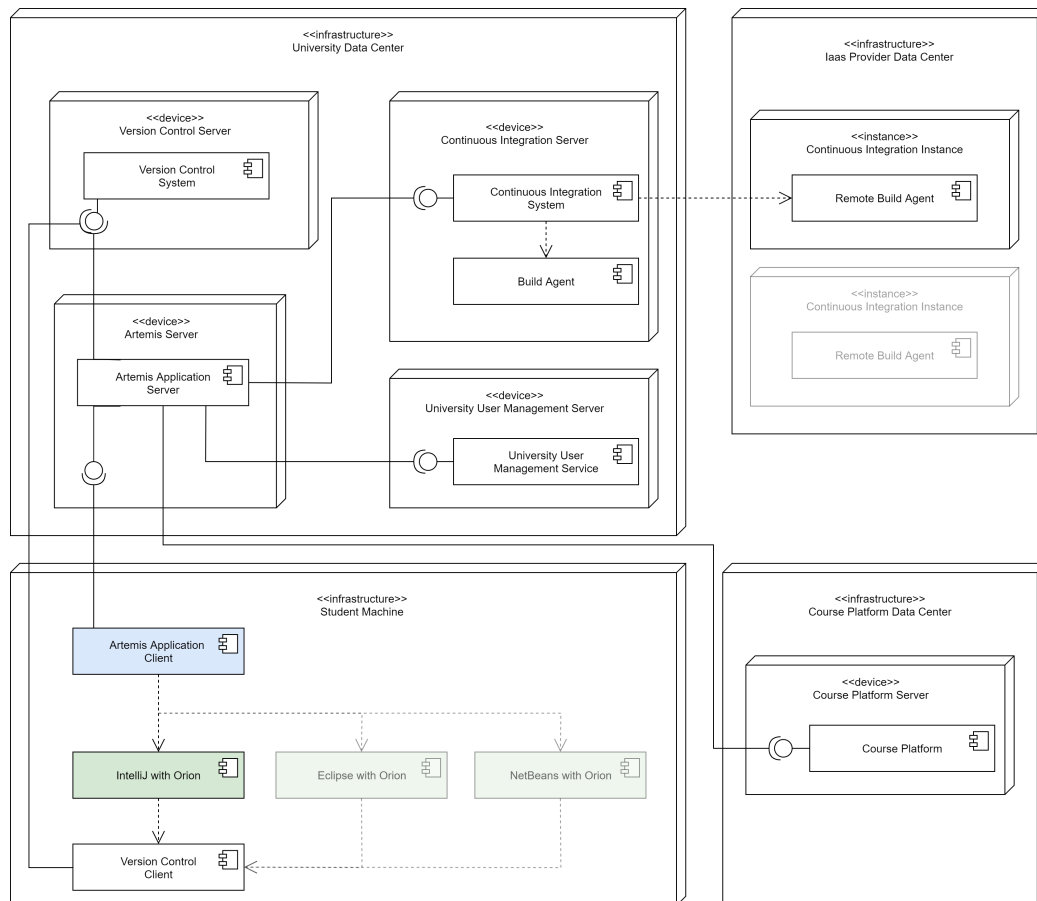 <<infrastructure>>
University Data Center
<<device>>
Version Control Server
Version Control
System
<<device>>
Continuous Integration Server
Continuous Integration
System
Build Agent
<<device>>
Artemis Server
Artemis Application
Server
<<device>>
University User Management Server
University User
Management Service
<<infrastructure>>
Iaas Provider Data Center
<<instance>>
Continuous Integration Instance
Remote Build Agent
<<instance>>
Continuous Integration Instance
Remote Build Agent
<<infrastructure>>
Student Machine
Artemis Application
Client
IntelliJ with Orion
Eclipse with Orion
NetBeans with Orion
Version Control
Client
<<infrastructure>>
Course Platform Data Center
<<device>>
Course Platform Server
Course Platform